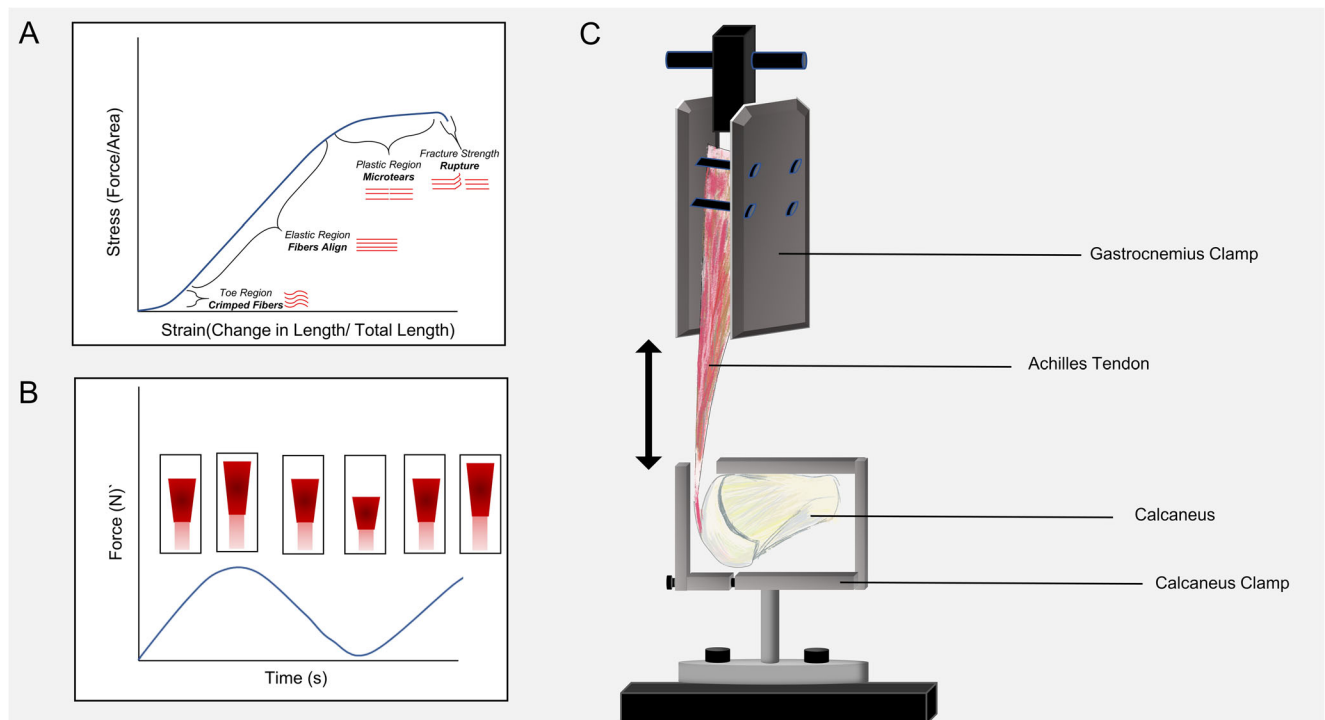 A
Stress (Force/Area)
Fracture Strength
Rupture
Plastic Region
Microtears
Elastic Region
Fibers Align
Toe Region
Crimped Fibers
Strain(Change in Length/ Total Length)
B
Force (N)`
Time (s)
C
Gastrocnemius Clamp
Achilles Tendon
Calcaneus
Calcaneus Clamp